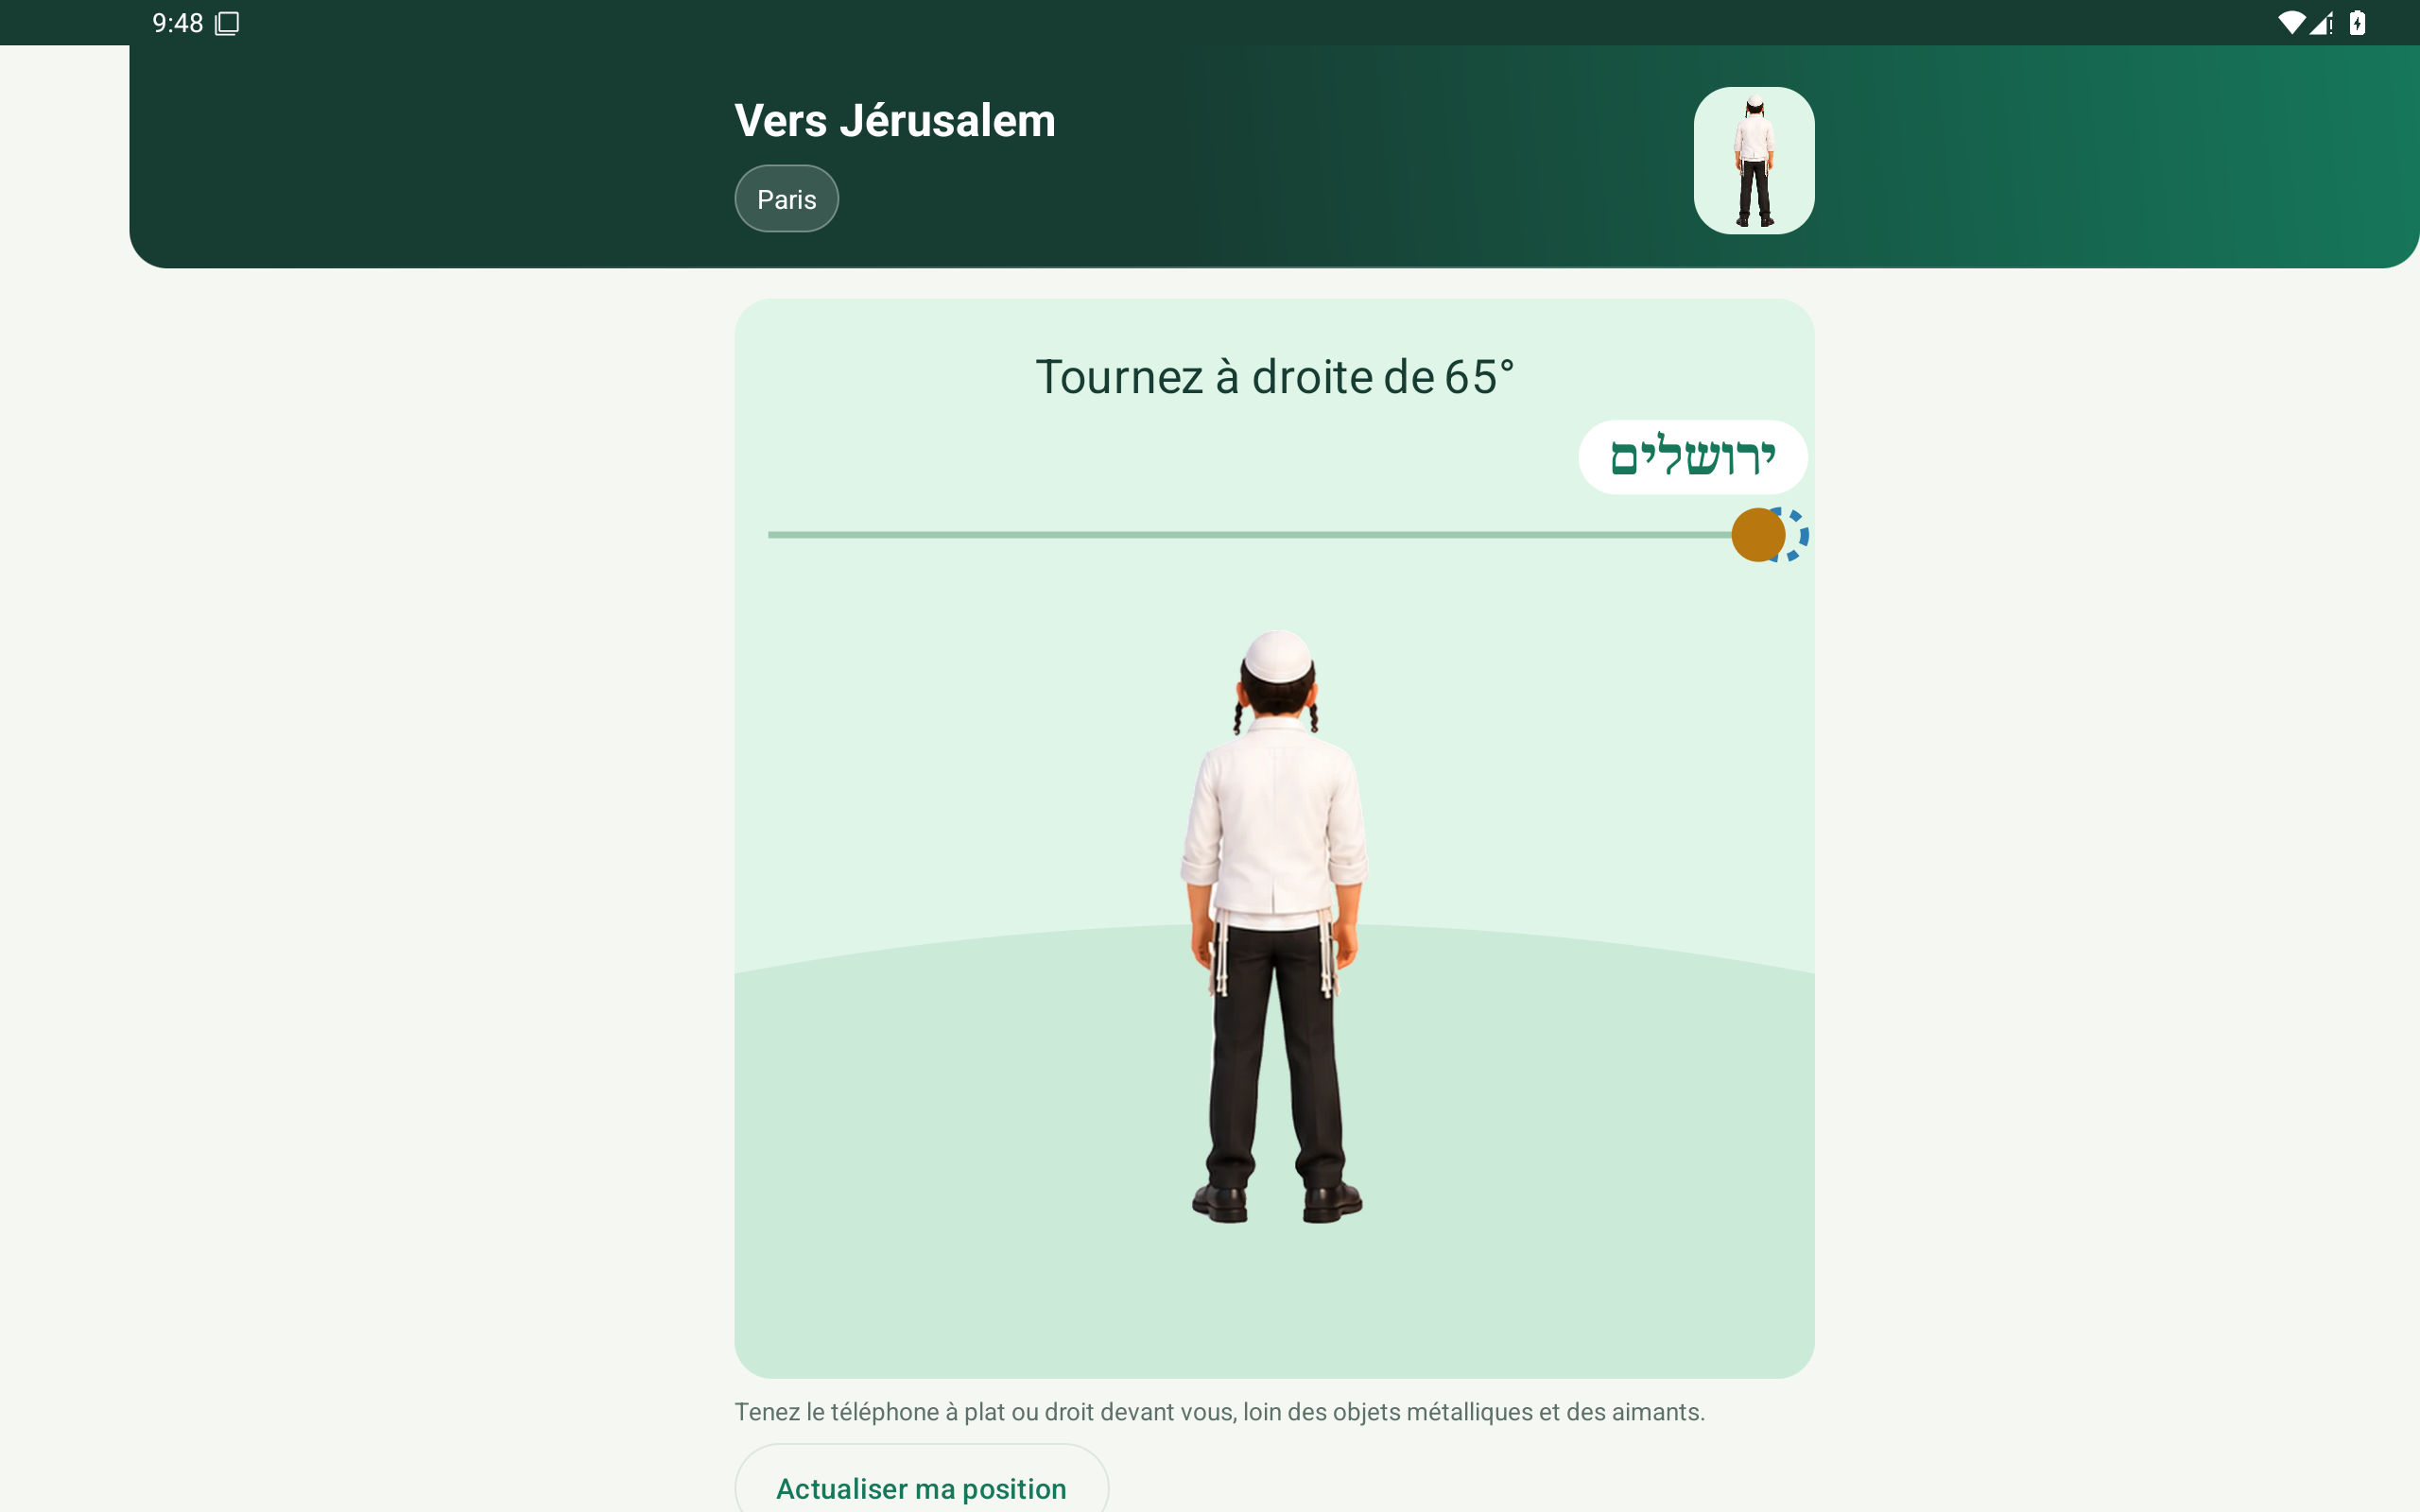 9:48
Vers Jérusalem
Paris
Tournez à droite de 65°
ירושלים
Tenez le téléphone à plat ou droit devant vous, loin des objets métalliques et des aimants.
Actualiser ma position